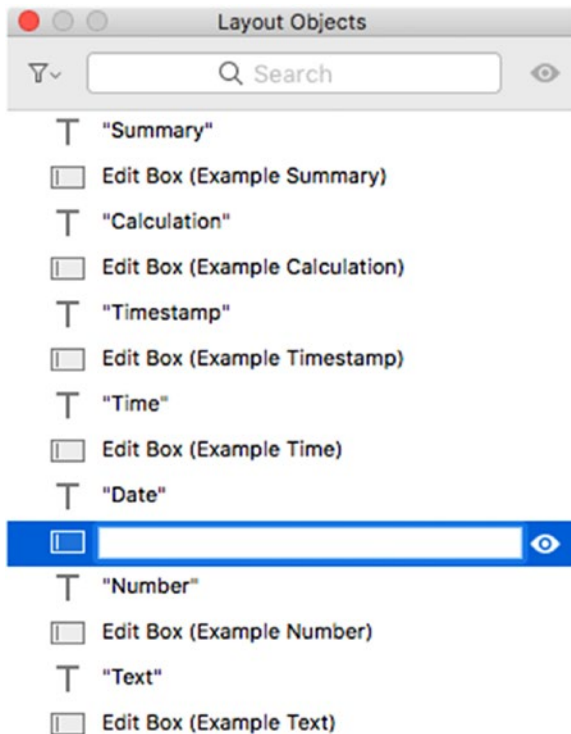 Layout Objects
Search
"Summary"
Edit Box (Example Summary)
"Calculation"
Edit Box (Example Calculation)
"Timestamp"
Edit Box (Example Timestamp)
"Time"
Edit Box (Example Time)
"Date"
"Number"
Edit Box (Example Number)
"Text"
Edit Box (Example Text)